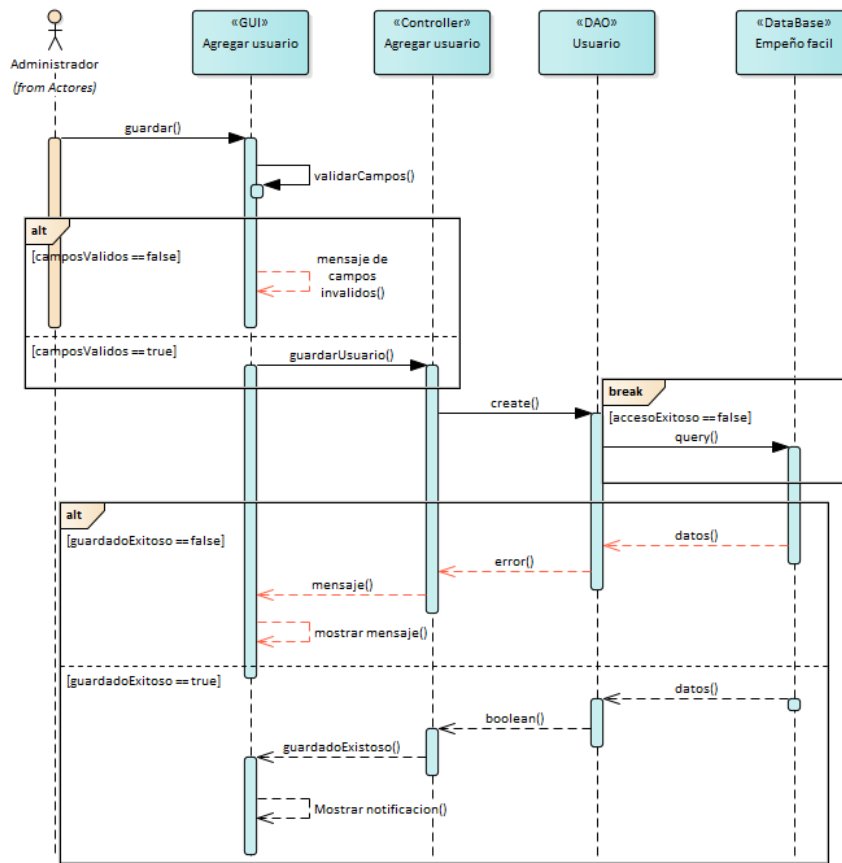 «GUI»
Agregar usuario
«Controller»
Agregar usuario
«DAO»
Usuario
«DataBase»
Empeño facil
Administrador
(from Actores)
guardar()
validarCampos()
alt
[camposValidos ==false]
mensaje de
campos
invalidos()
[camposValidos ==true]
guardarUsuario()
break
[accesoExitoso ==false]
create()
query()
alt
[guardadoExitoso ==false]
datos()
error()
mensaje()
mostrar mensaje()
[guardadoExitoso ==true]
datos()
boolean()
guardadoExistoso()
Mostrar notificacion()